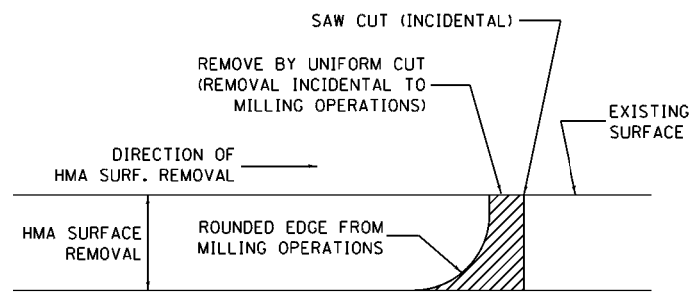 SAW CUT (INCIDENTAL)
REMOVE BY UNIFORM CUT
(REMOVAL INCIDENTAL TO
MILLING OPERATIONS)
EXISTING
SURFACE
DIRECTION OF
HMA SURF. REMOVAL
HMA SURFACE
REMOVAL
ROUNDED EDGE FROM
MILLING OPERATIONS